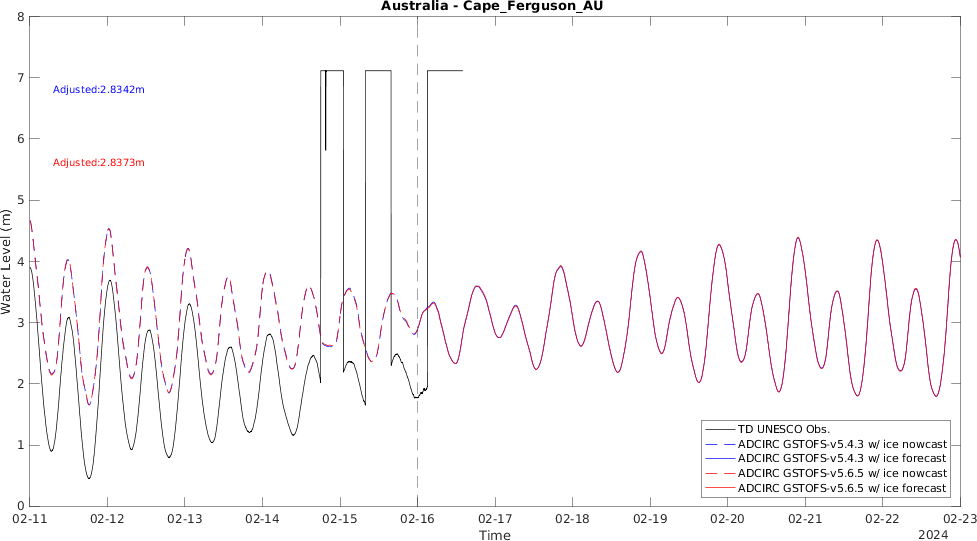 Australia - Cape_Ferguson_AU
8
7
6
5
4
3
2
1
0
Water Level (m)
Adjusted:2.8342m
Adjusted:2.8373m
TD UNESCO Obs.
ADCIRC GSTOFS-v5.4.3 w/ ice nowcast
ADCIRC GSTOFS-v5.4.3 w/ ice forecast
ADCIRC GSTOFS-v5.6.5 w/ ice nowcast
ADCIRC GSTOFS-v5.6.5 w/ ice forecast
02-11 02-12 02-13 02-14 02-15 02-16 02-17 02-18 02-19 02-20 02-21 02-22 02-23
Time
2024